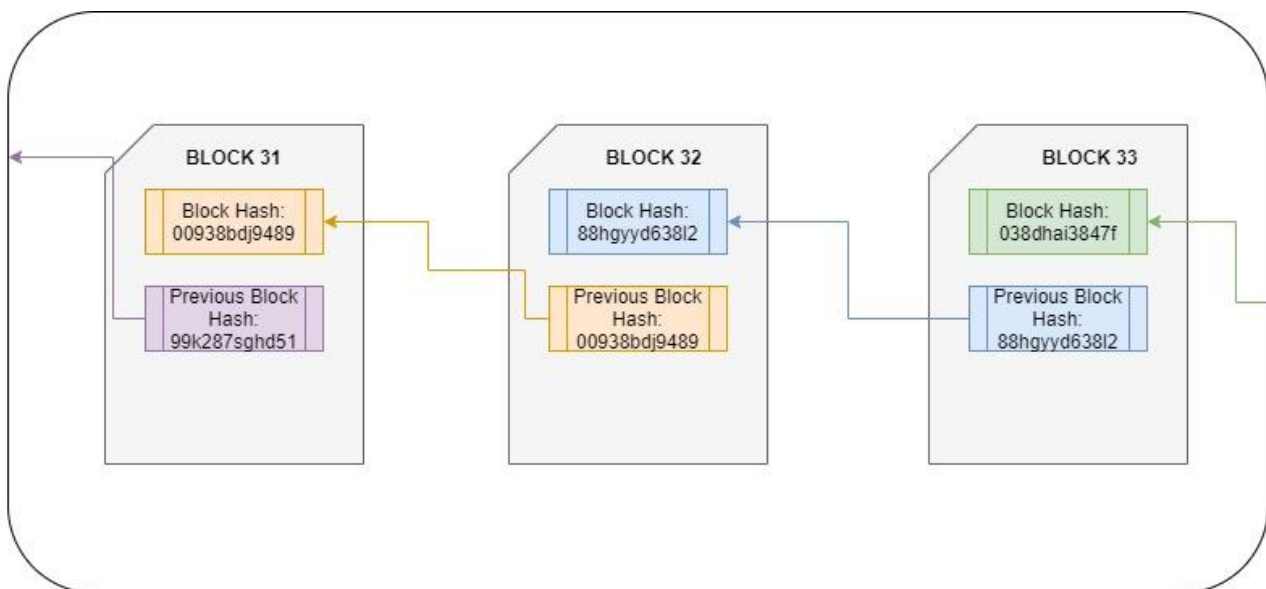 BLOCK 31
Block Hash:
00938bdj9489
Previous Block
Hash:
99k287sghd51
BLOCK 32
Block Hash:
88hgyyd638l2
Previous Block
Hash:
00938bdj9489
BLOCK 33
Block Hash:
038dhai3847f
Previous Block
Hash:
88hgyyd638l2